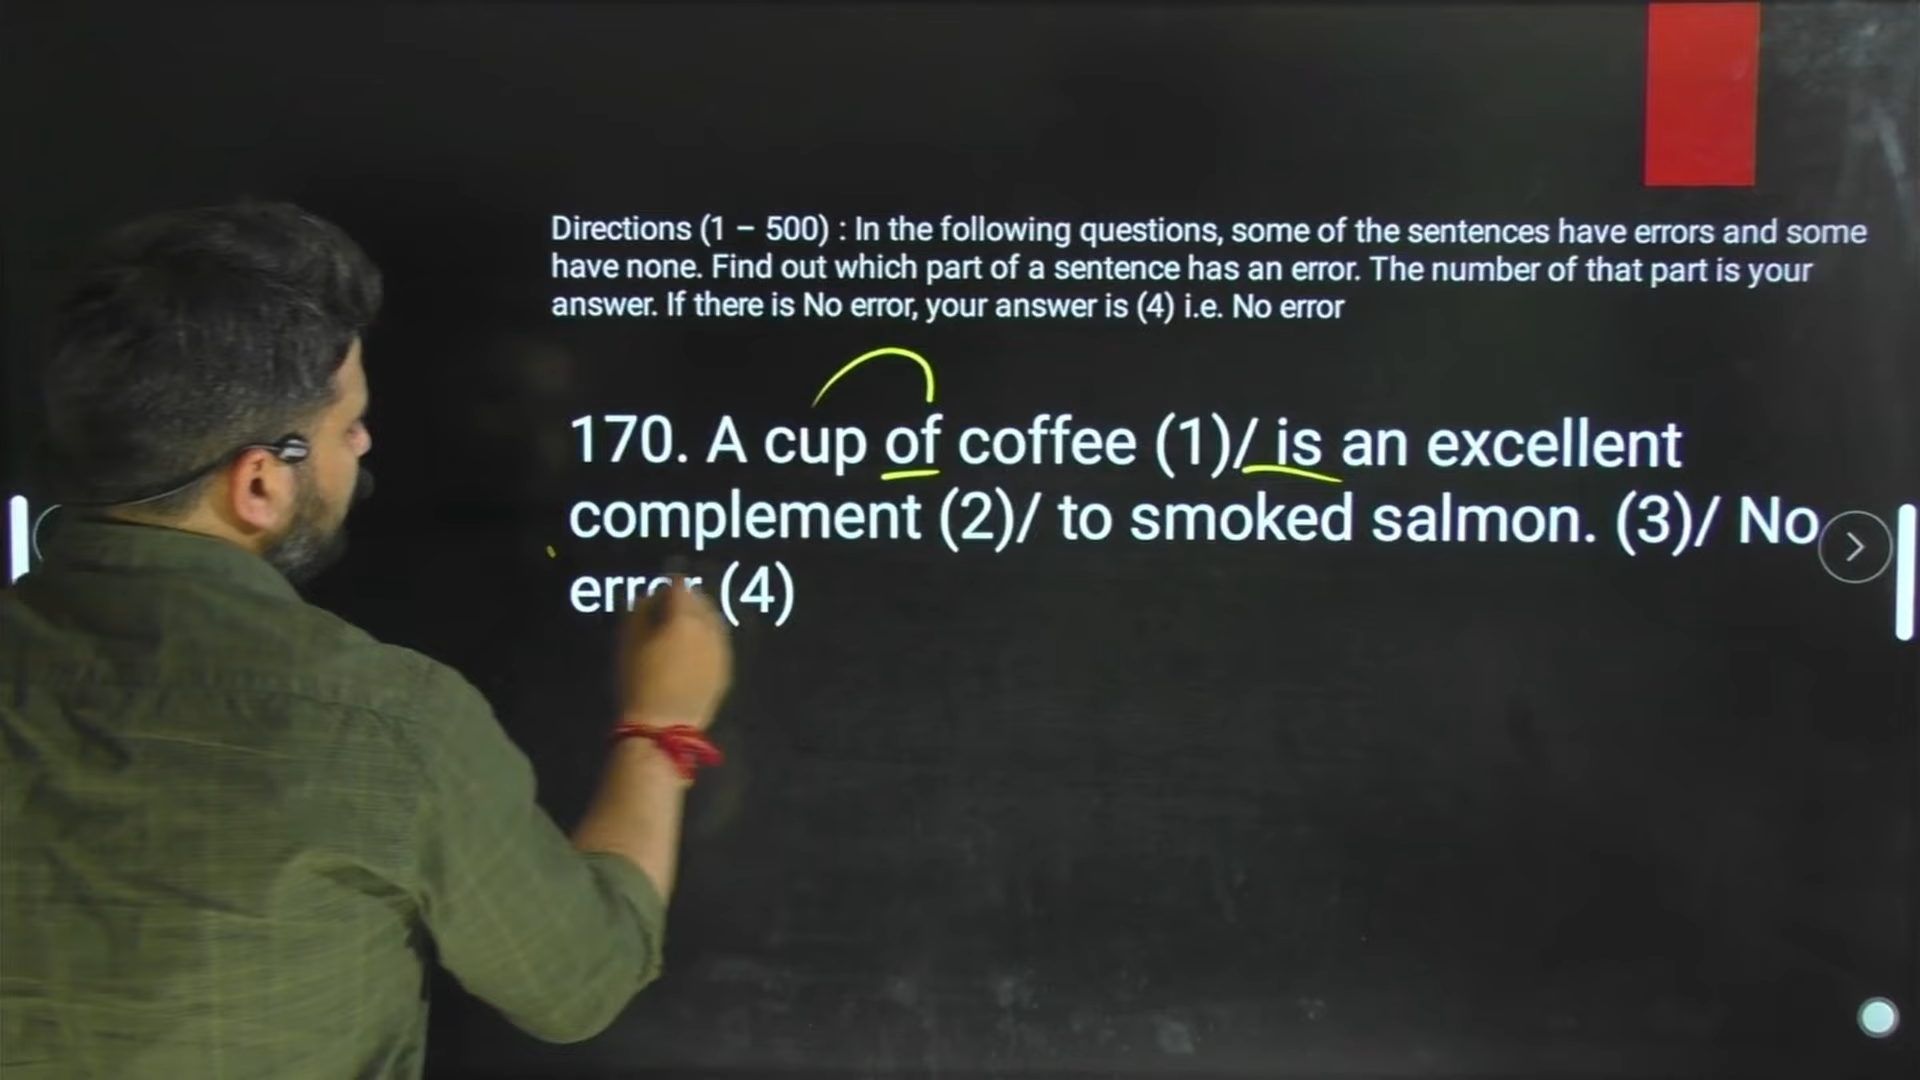 Directions (1 – 500) : In the following questions, some of the sentences have errors and some
have none. Find out which part of a sentence has an error. The number of that part is your
answer. If there is No error, your answer is (4) i.e. No error
170. A cup of coffee (1)/ is an excellent
complement (2)/ to smoked salmon. (3)/ No
error (4)